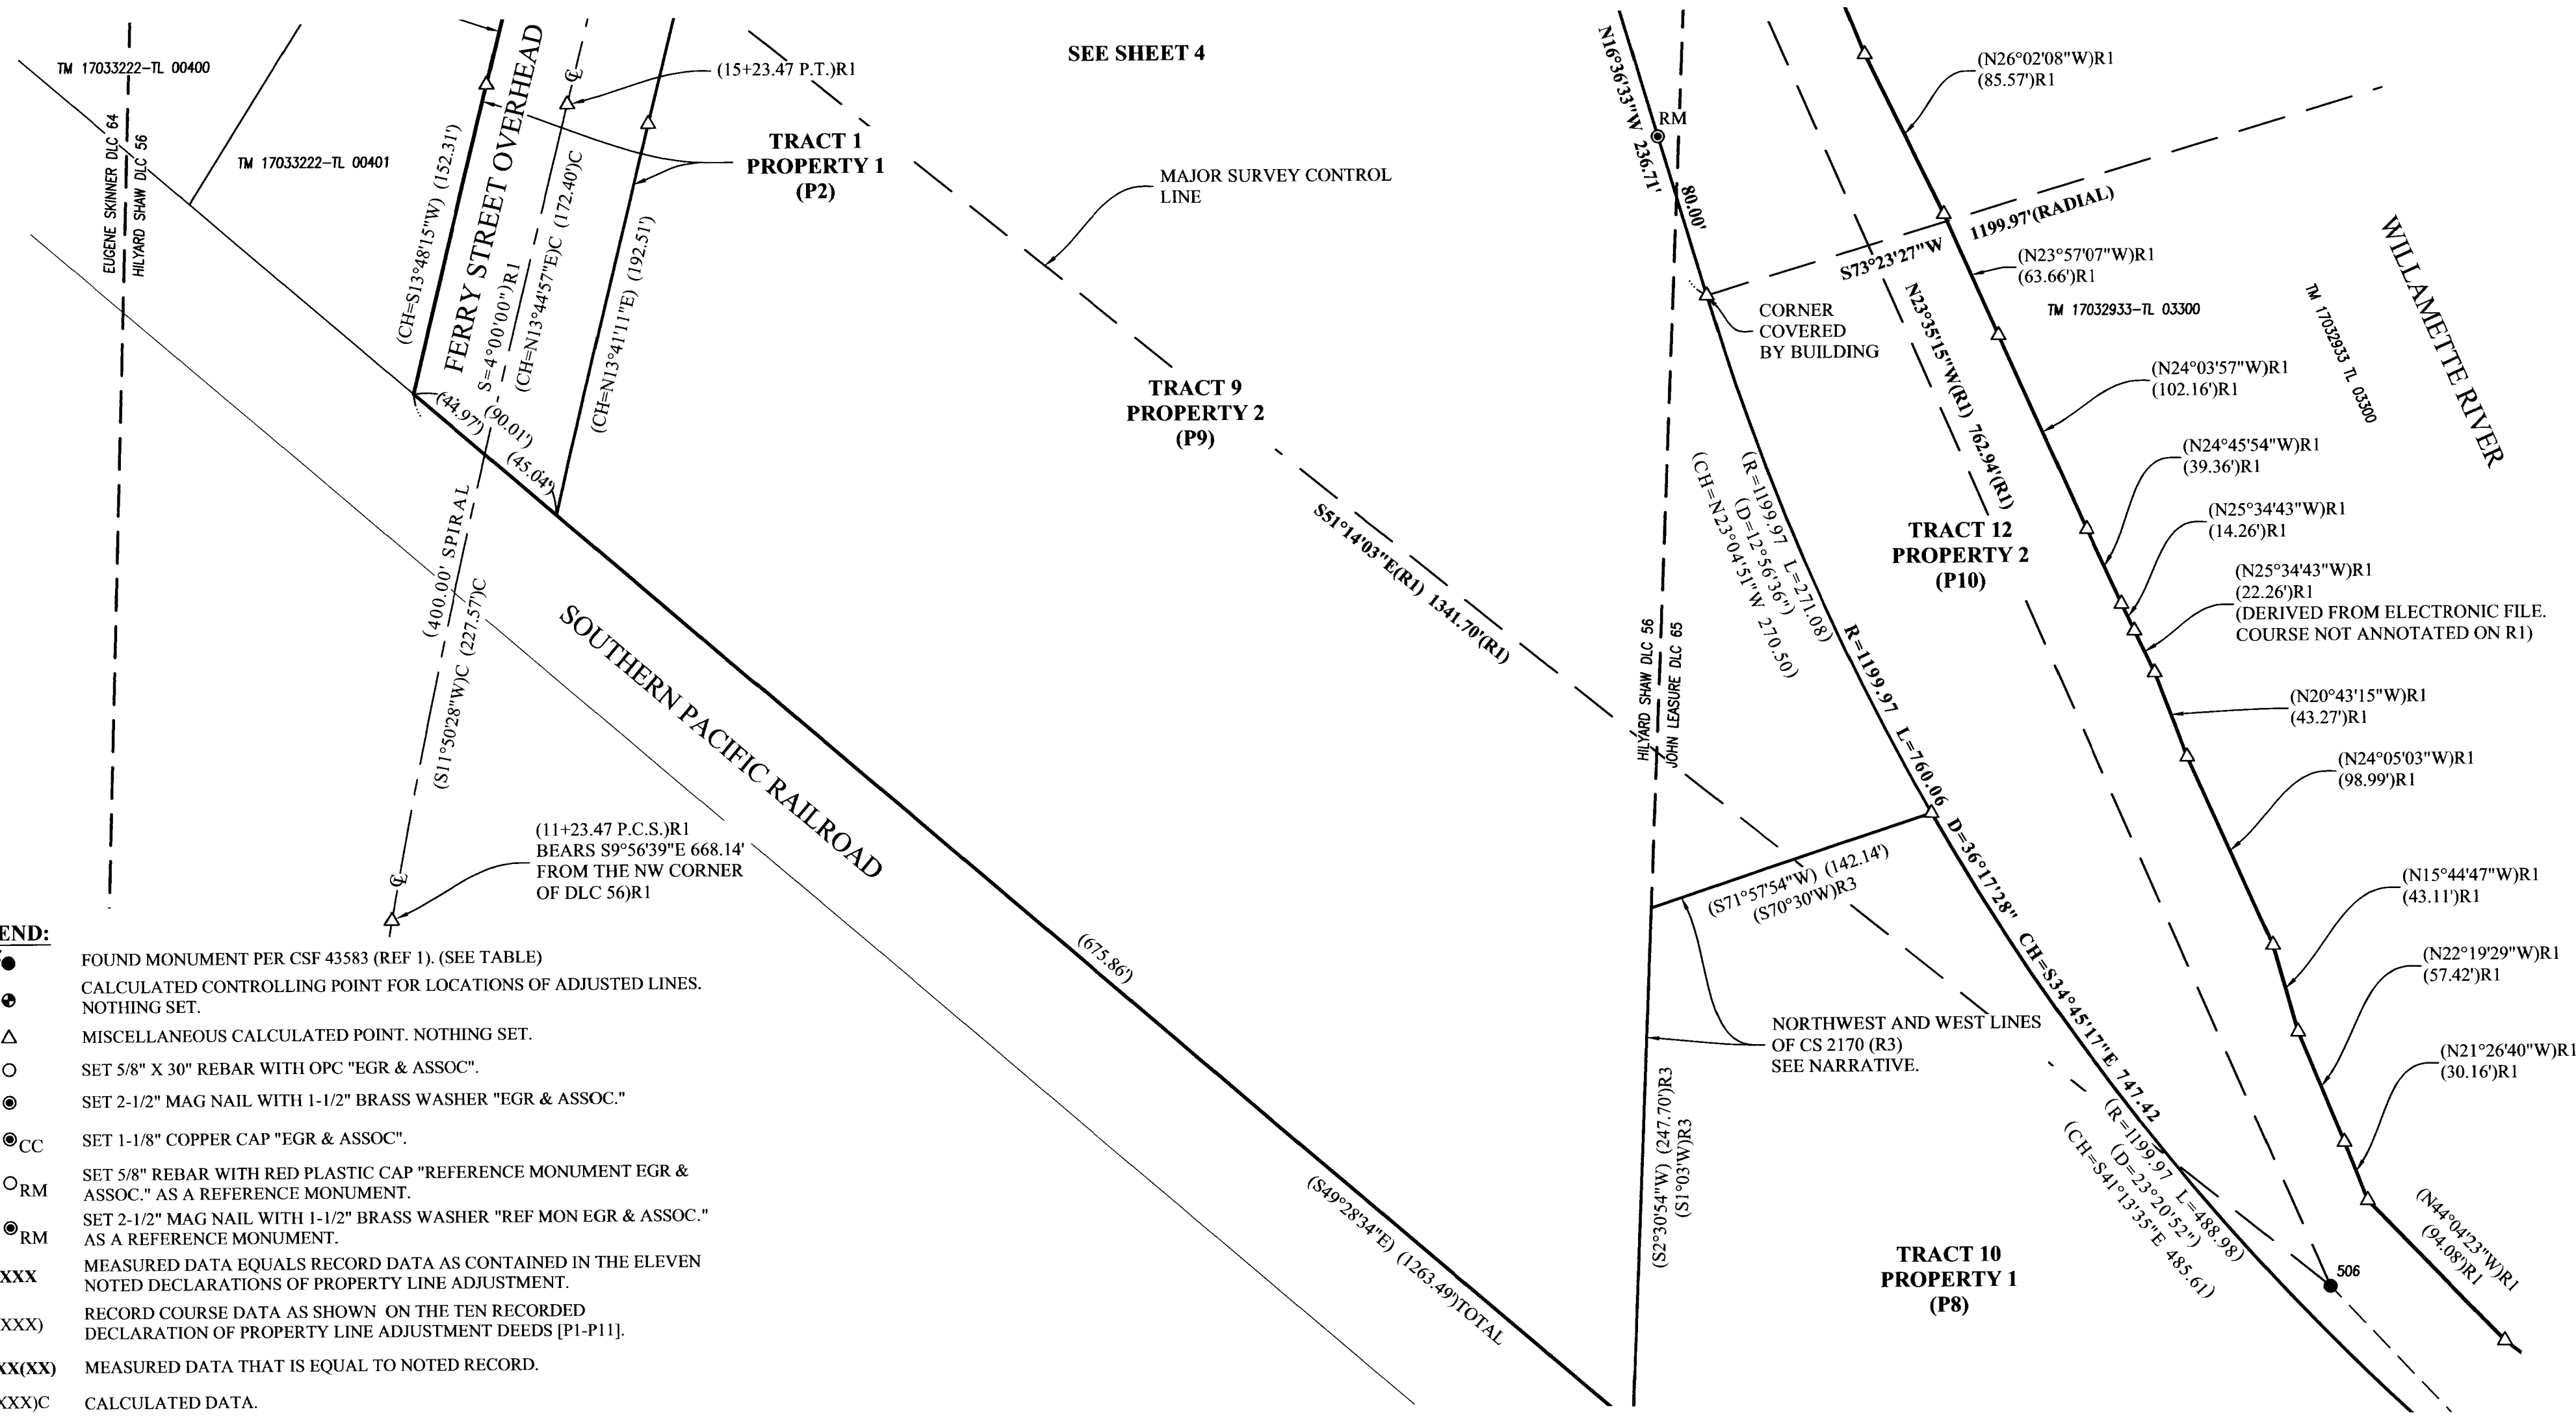 SEE SHEET 4
TM 17033222-TL 00400
EUGENE SKINNER DLC 64
HILYARD SHAW DLC 56
TM 17033222-TL 00401
(CH=S13°48'15"W) (152.31')
FERRY STREET OVERHEAD
S=4°00'00")R1
(CH=N13°44'57"E)C (172.40')C
(15+23.47 P.T.)R1
TRACT 1
PROPERTY 1
(P2)
(CH=N13°41'11"E) (192.51')
(44.97')
(90.01')
(45.04')
(400.00' SPIRAL
(S11°50'28"W)C (227.57')C
(11+23.47 P.C.S.)R1
BEARS S9°56'39"E 668.14'
FROM THE NW CORNER
OF DLC 56)R1
SOUTHERN PACIFIC RAILROAD
(675.86')
(S49°28'34"E) (1263.49')TOTAL
MAJOR SURVEY CONTROL
LINE
TRACT 9
PROPERTY 2
(P9)
S51°14'03"E(R1) 1341.70'(R1)
N16°36'33"W 236.71'
RM
80.00'
S73°23'27"W
1199.97'(RADIAL)
CORNER
COVERED
BY BUILDING
N23°35'15"W(R1) 762.94'(R1)
(R=1199.97 L=271.08)
(D=12°56'36")
(CH=N23°04'51"W 270.50)
HILYARD SHAW DLC 56
JOHN LEASURE DLC 65
R=1199.97 L=760.06 D=36°17'28" CH=S34°45'17"E 747.42
(S71°57'54"W) (142.14')
(S70°30'W)R3
NORTHWEST AND WEST LINES
OF CS 2170 (R3)
SEE NARRATIVE.
(S2°30'54"W) (247.70')R3
(S1°03'W)R3
TRACT 10
PROPERTY 1
(P8)
(R=1199.97 L=488.98)
(D=23°20'52")
(CH=S41°13'35"E 485.61)
506
TRACT 12
PROPERTY 2
(P10)
(N26°02'08"W)R1
(85.57')R1
(N23°57'07"W)R1
(63.66')R1
TM 17032933-TL 03300
TM 17032933 TL 03300
WILLAMETTE RIVER
(N24°03'57"W)R1
(102.16')R1
(N24°45'54"W)R1
(39.36')R1
(N25°34'43"W)R1
(14.26')R1
(N25°34'43"W)R1
(22.26')R1
(DERIVED FROM ELECTRONIC FILE.
COURSE NOT ANNOTATED ON R1)
(N20°43'15"W)R1
(43.27')R1
(N24°05'03"W)R1
(98.99')R1
(N15°44'47"W)R1
(43.11')R1
(N22°19'29"W)R1
(57.42')R1
(N21°26'40"W)R1
(30.16')R1
(N44°04'23"W)R1
(94.08')R1
END:
FOUND MONUMENT PER CSF 43583 (REF 1). (SEE TABLE)
CALCULATED CONTROLLING POINT FOR LOCATIONS OF ADJUSTED LINES.
NOTHING SET.
MISCELLANEOUS CALCULATED POINT. NOTHING SET.
SET 5/8" X 30" REBAR WITH OPC "EGR & ASSOC".
SET 2-1/2" MAG NAIL WITH 1-1/2" BRASS WASHER "EGR & ASSOC."
CC SET 1-1/8" COPPER CAP "EGR & ASSOC".
RM SET 5/8" REBAR WITH RED PLASTIC CAP "REFERENCE MONUMENT EGR &
ASSOC." AS A REFERENCE MONUMENT.
RM SET 2-1/2" MAG NAIL WITH 1-1/2" BRASS WASHER "REF MON EGR & ASSOC."
AS A REFERENCE MONUMENT.
XXX MEASURED DATA EQUALS RECORD DATA AS CONTAINED IN THE ELEVEN
NOTED DECLARATIONS OF PROPERTY LINE ADJUSTMENT.
XXX) RECORD COURSE DATA AS SHOWN ON THE TEN RECORDED
DECLARATION OF PROPERTY LINE ADJUSTMENT DEEDS [P1-P11].
XX(XX) MEASURED DATA THAT IS EQUAL TO NOTED RECORD.
XXX)C CALCULATED DATA.